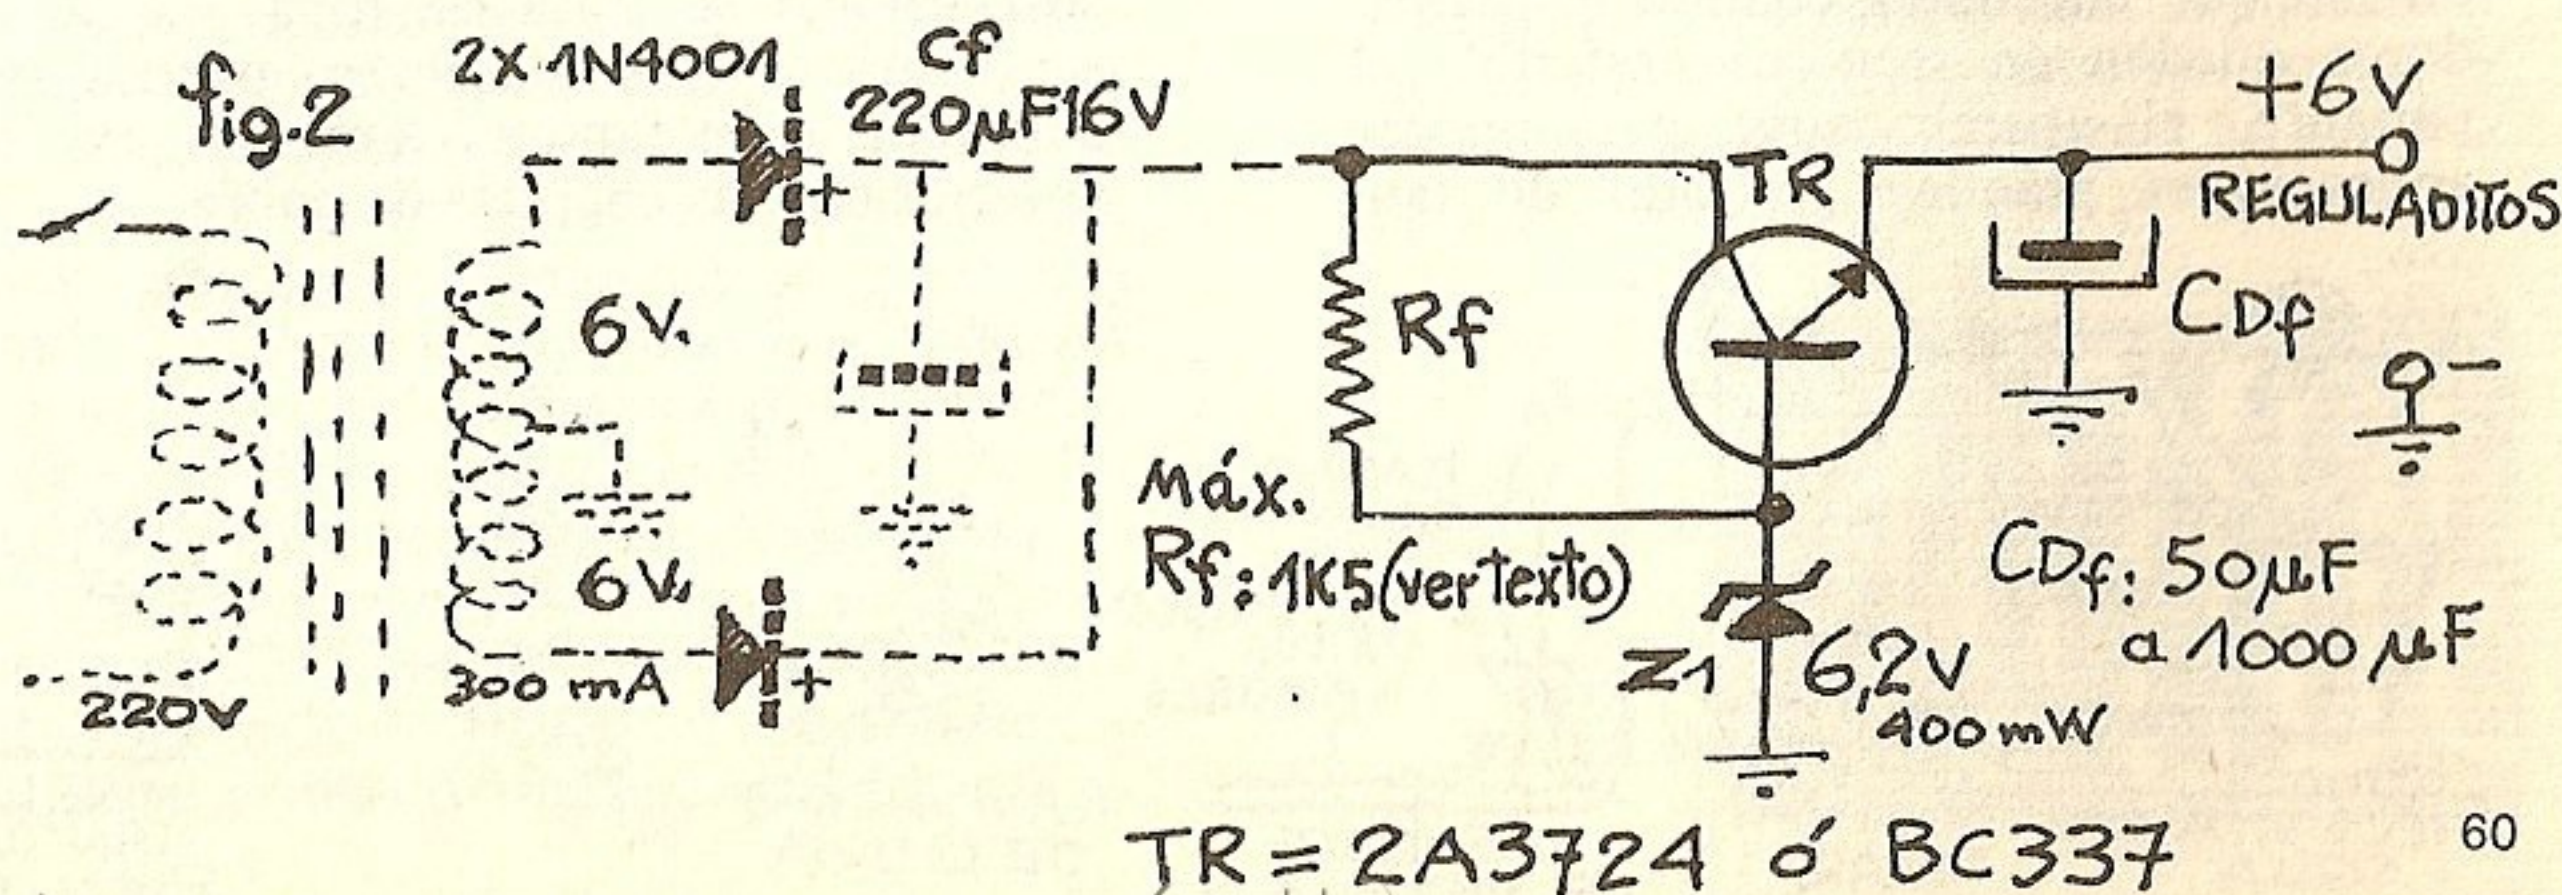 fig.2
2X 1N4001
Cf
220µF16V
+6V
REGULADITOS
TR
6V.
Rf
CDf
-
+
máx.
Rf: 1K5(ver texto)
6V.
300 mA
+
220V
Z1
6,2V
400mW
CDf: 50µF
a 1000 µF
TR = 2A3724 ó BC337
60